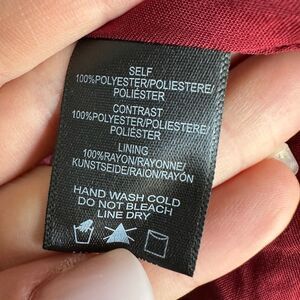 SELF
100%POLYESTER/POLIESTERE/
POLIÉSTER
CONTRAST
100%POLYESTER/POLIESTERE/
POLIÉSTER
LINING
100%RAYON/RAYONNE/
KUNSTSEIDE/RAION/RAYÓN
HAND WASH COLD
DO NOT BLEACH
LINE DRY